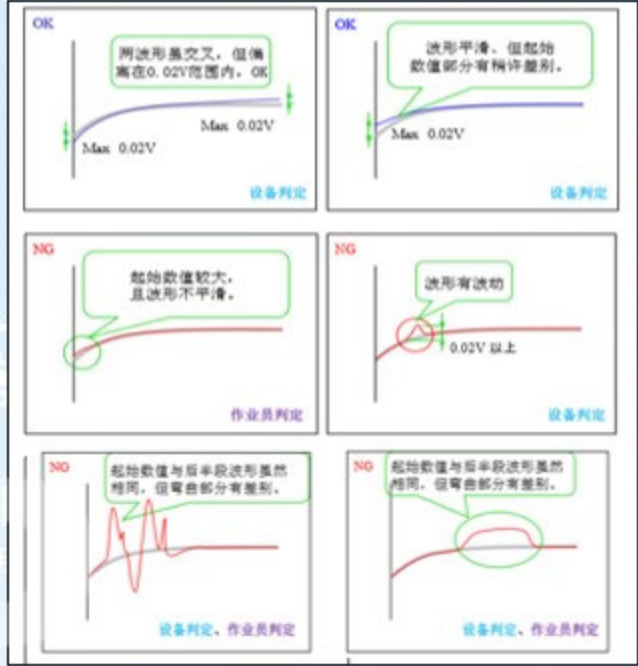 OK
两波形虽交叉，但偏
离在0.02V范围内，OK
Max 0.02V
Max 0.02V
设备判定
OK
波形平滑、但起始
数值部分有稍许差别。
Max 0.02V
设备判定
NG
起始数值较大，
且波形不平滑。
作业员判定
NG
波形有波动
0.02V 以上
设备判定
NG
起始数值与后半段波形虽然
相同，但弯曲部分有差别。
设备判定、作业员判定
NG
起始数值与后半段波形虽然
相同，但弯曲部分有差别。
设备判定、作业员判定